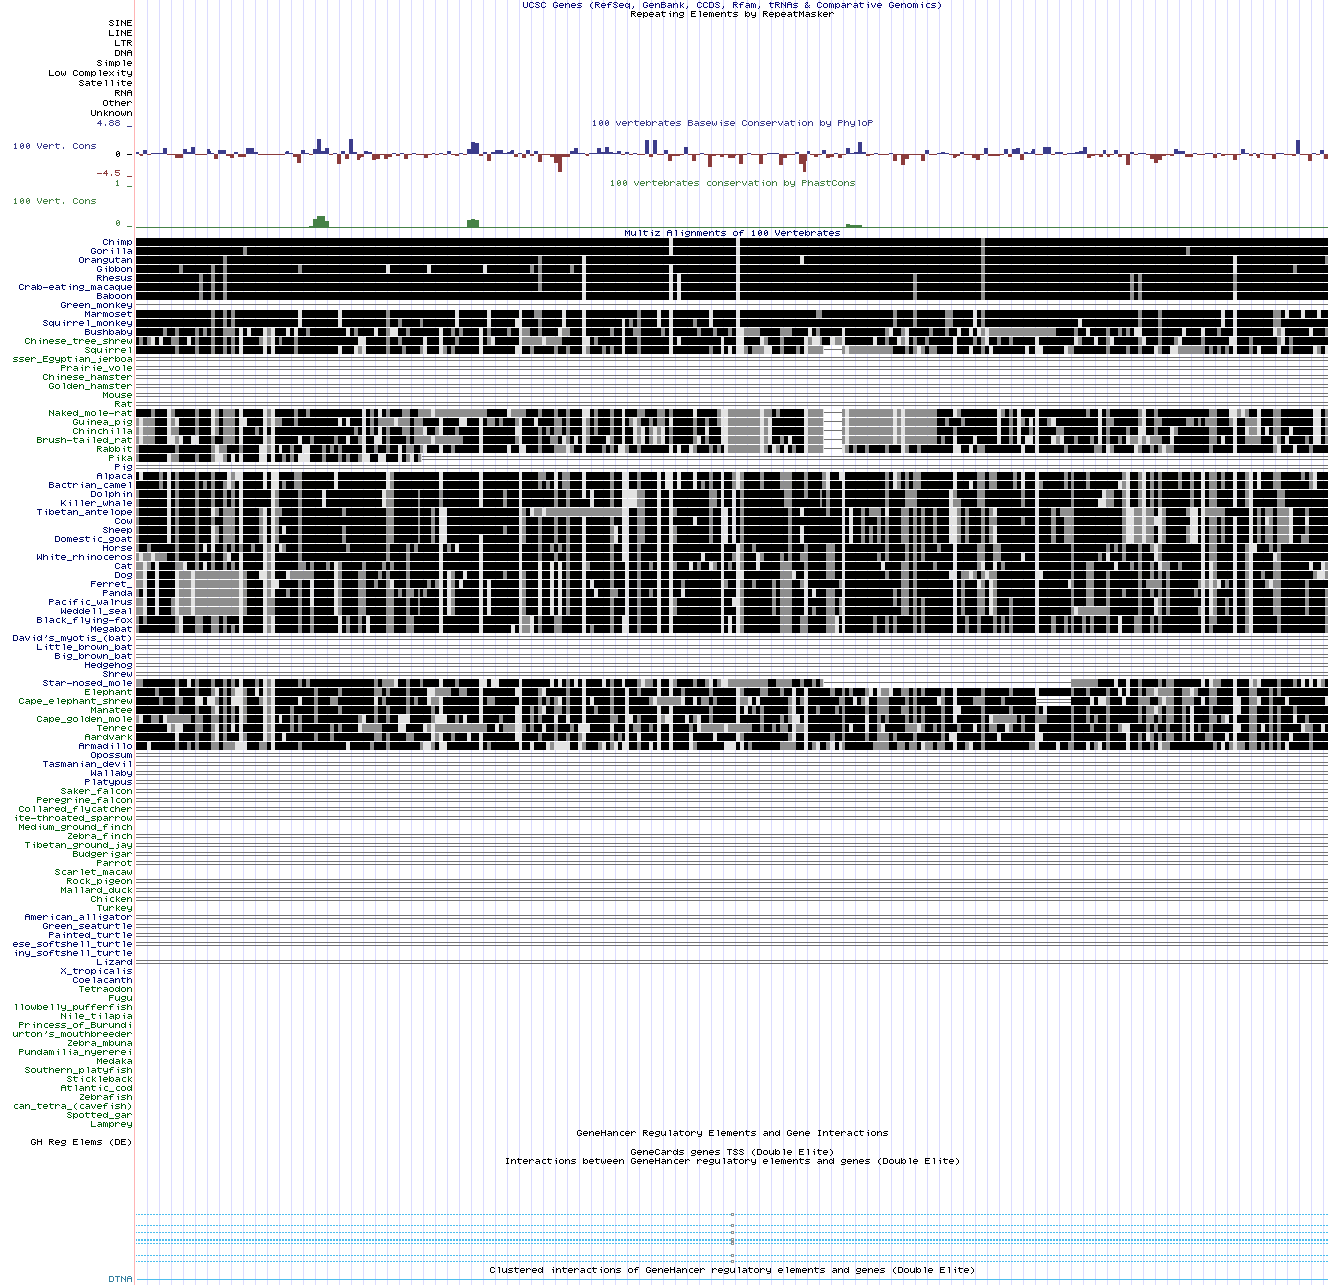 UCSC Genes (RefSeq, GenBank, CCDS, Rfam, tRNAs & Comparative Genomics)
Repeating Elements by RepeatMasker
SINE
LINE
LTR
DNA
Simple
Low Complexity
Satellite
RNA
Other
Unknown
4.88 _
100 vertebrates Basewise Conservation by PhyloP
100 Vert. Cons
0 _
-4.5 _
1 _
100 vertebrates conservation by PhastCons
100 Vert. Cons
0 _
Multiz Alignments of 100 Vertebrates
Chimp
Gorilla
Orangutan
Gibbon
Rhesus
Crab-eating_macaque
Baboon
Green_monkey
Marmoset
Squirrel_monkey
Bushbaby
Chinese_tree_shrew
Squirrel
sser_Egyptian_jerboa
Prairie_vole
Chinese_hamster
Golden_hamster
Mouse
Rat
Naked_mole-rat
Guinea_pig
Chinchilla
Brush-tailed_rat
Rabbit
Pika
Pig
Alpaca
Bactrian_camel
Dolphin
Killer_whale
Tibetan_antelope
Cow
Sheep
Domestic_goat
Horse
White_rhinoceros
Cat
Dog
Ferret_
Panda
Pacific_walrus
Weddell_seal
Black_flying-fox
Megabat
David's_myotis_(bat)
Little_brown_bat
Big_brown_bat
Hedgehog
Shrew
Star-nosed_mole
Elephant
Cape_elephant_shrew
Manatee
Cape_golden_mole
Tenrec
Aardvark
Armadillo
Opossum
Tasmanian_devil
Wallaby
Platypus
Saker_falcon
Peregrine_falcon
Collared_flycatcher
ite-throated_sparrow
Medium_ground_finch
Zebra_finch
Tibetan_ground_jay
Budgerigar
Parrot
Scarlet_macaw
Rock_pigeon
Mallard_duck
Chicken
Turkey
American_alligator
Green_seaturtle
Painted_turtle
ese_softshell_turtle
iny_softshell_turtle
Lizard
X_tropicalis
Coelacanth
Tetraodon
Fugu
llowbelly_pufferfish
Nile_tilapia
Princess_of_Burundi
urton's_mouthbreeder
Zebra_mbuna
Pundamilia_nyererei
Medaka
Southern_platyfish
Stickleback
Atlantic_cod
Zebrafish
can_tetra_(cavefish)
Spotted_gar
Lamprey
GeneHancer Regulatory Elements and Gene Interactions
GH Reg Elems (DE)
GeneCards genes TSS (Double Elite)
Interactions between GeneHancer regulatory elements and genes (Double Elite)
Clustered interactions of GeneHancer regulatory elements and genes (Double Elite)
DTNA